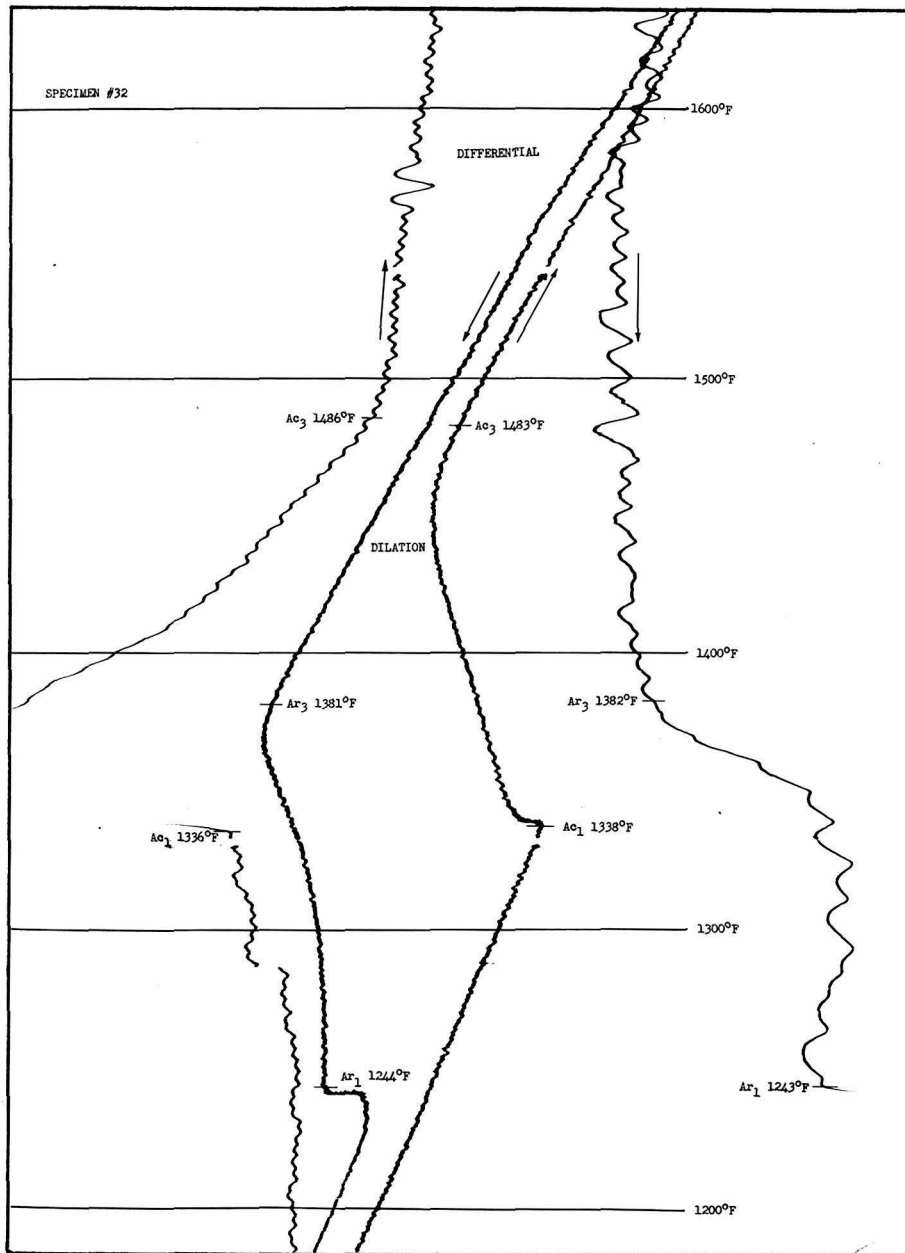 SPECIMEN #32
1600°F
DIFFERENTIAL
1500°F
Ac₃ 1486°F
Ac₃ 1483°F
DILATION
1400°F
Ar₃ 1381°F
Ar₃ 1382°F
Ac₁ 1336°F
Ac₁ 1338°F
1300°F
Ar₁ 1244°F
Ar₁ 1243°F
1200°F